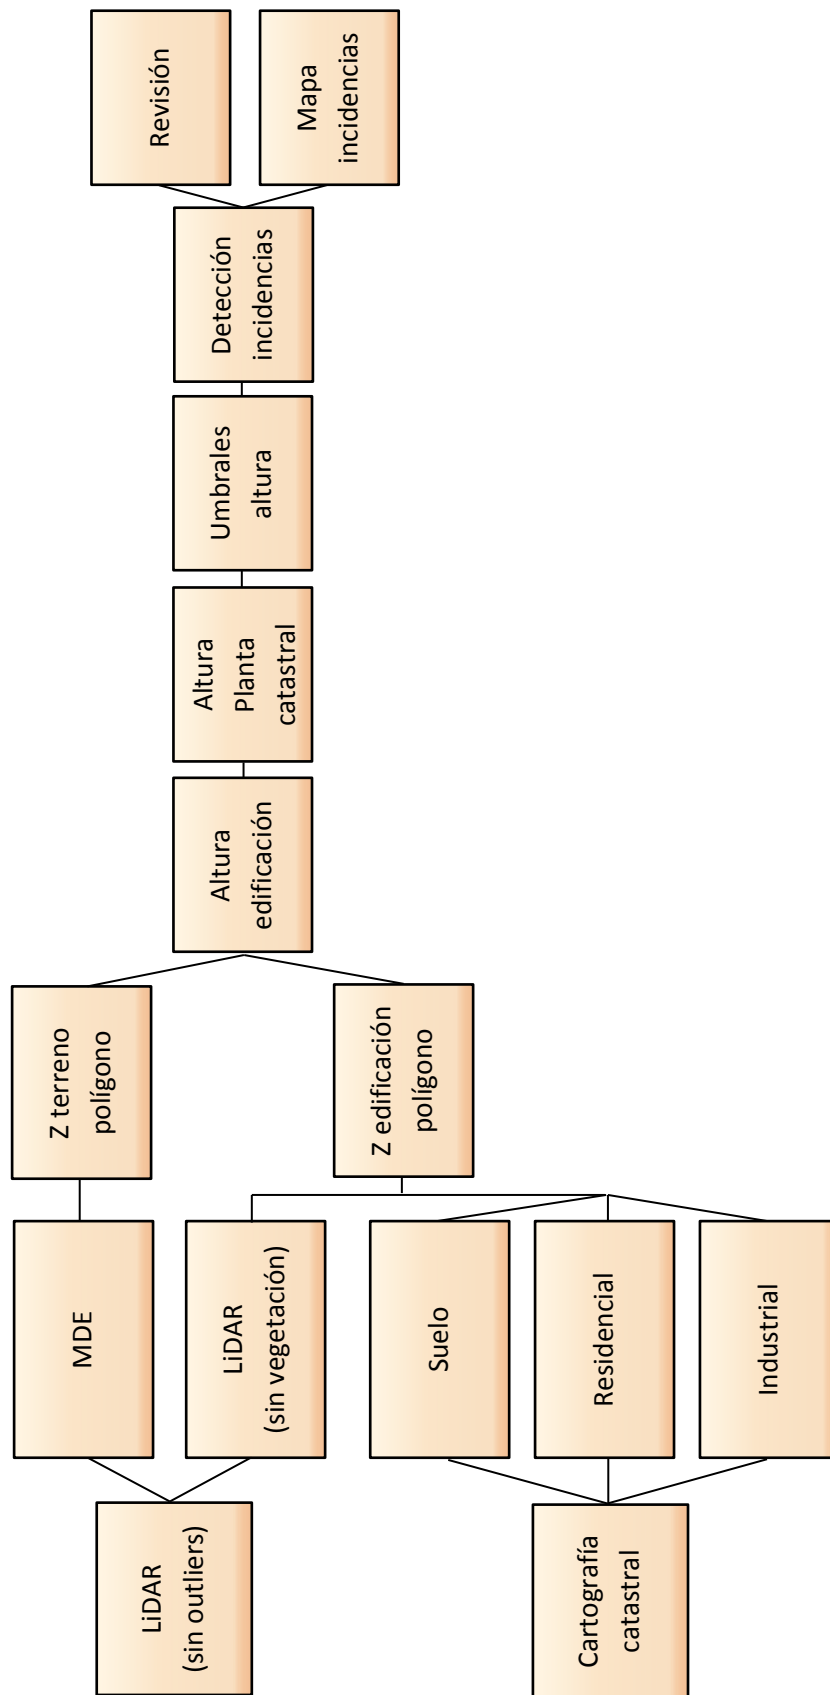 LiDAR
(sin outliers)
Cartografía
catastral
MDE
LiDAR
(sin vegetación)
Suelo
Residencial
Industrial
Z terreno
polígono
Z edificación
polígono
Altura
edificación
Altura
Planta
catastral
Umbrales
altura
Detección
incidencias
Revisión
Mapa
incidencias